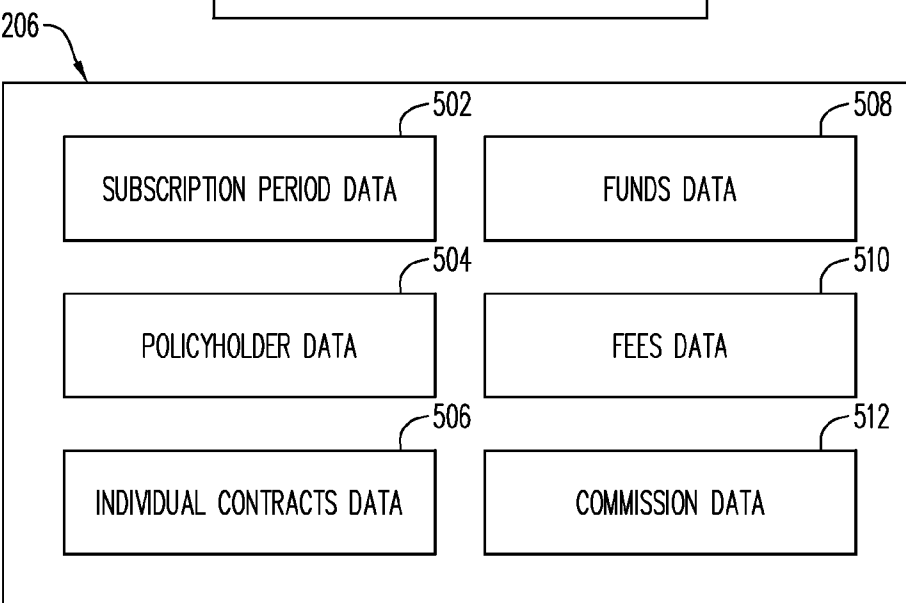 206
502
508
SUBSCRIPTION PERIOD DATA
FUNDS DATA
504
510
POLICYHOLDER DATA
FEES DATA
506
512
INDIVIDUAL CONTRACTS DATA
COMMISSION DATA